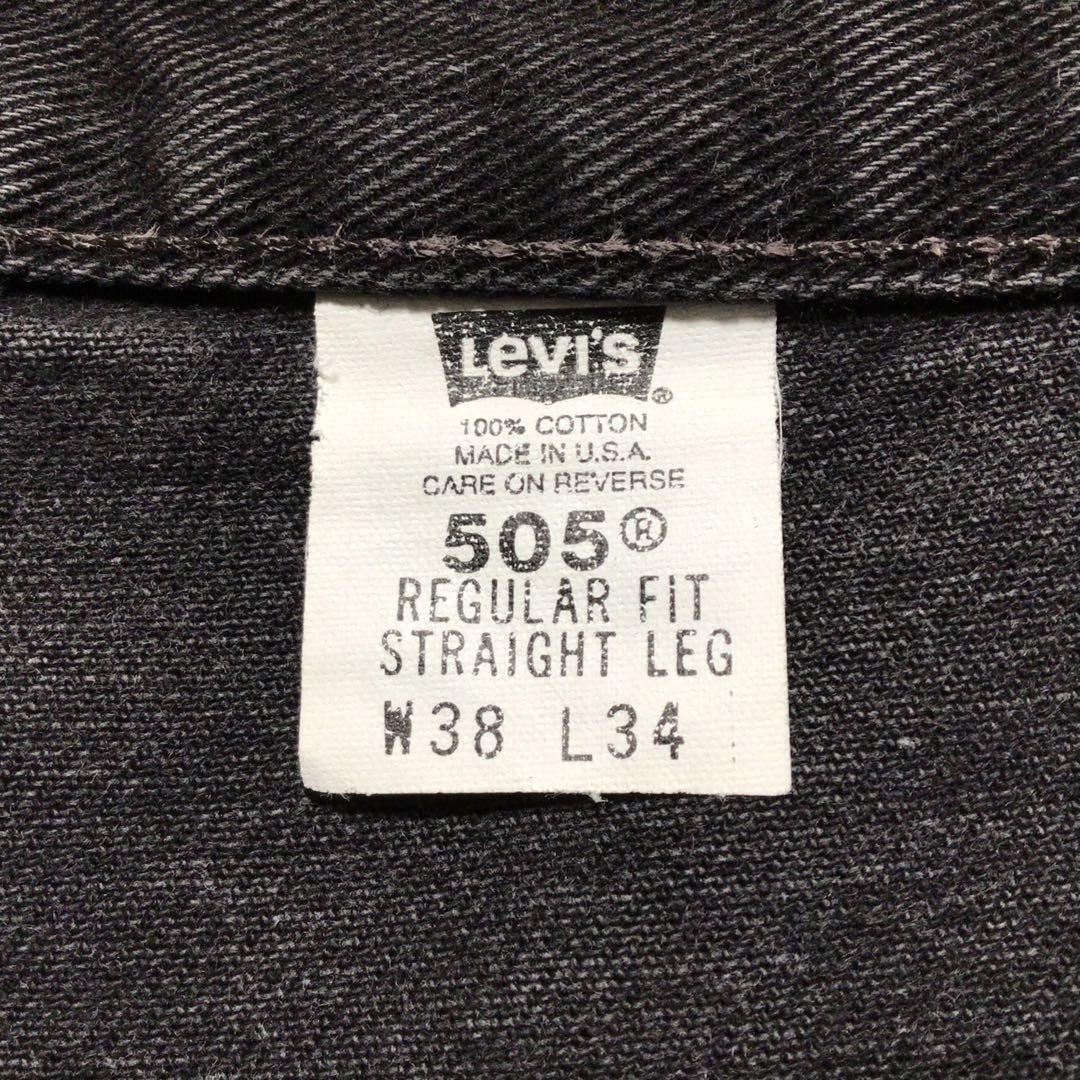 Levi's ®
100% COTTON
MADE IN U.S.A.
CARE ON REVERSE
505®
REGULAR FIT
STRAIGHT LEG
W38 L34